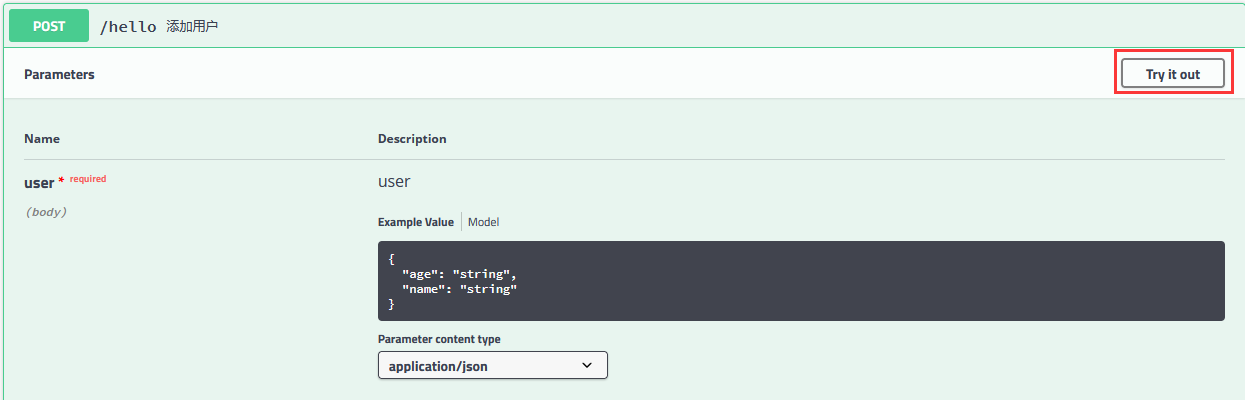 POST /hello 添加用户
Parameters Try it out
Name Description
user * required user
(body)
Example Value Model
{
"age": "string",
"name": "string"
}
Parameter content type
application/json